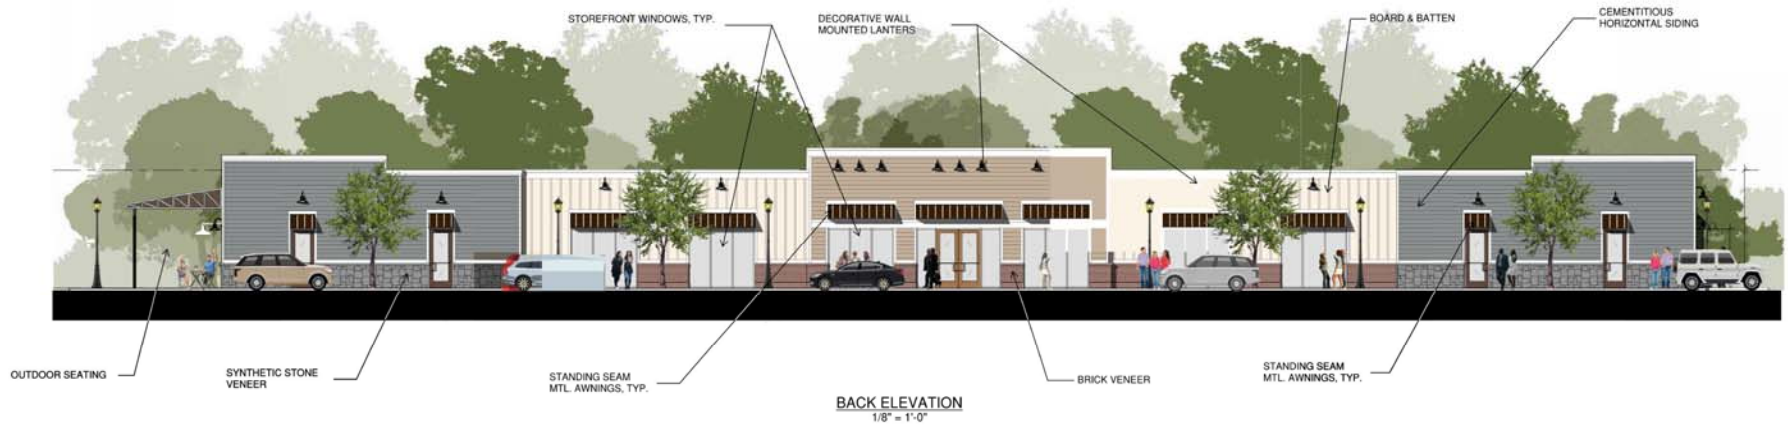 STOREFRONT WINDOWS, TYP.
DECORATIVE WALL
MOUNTED LANTERS
BOARD & BATTEN
CEMENTITIOUS
HORIZONTAL SIDING
OUTDOOR SEATING
SYNTHETIC STONE
VENEER
STANDING SEAM
MTL. AWNINGS, TYP.
BRICK VENEER
STANDING SEAM
MTL. AWNINGS, TYP.
BACK ELEVATION
1/8" = 1'-0"